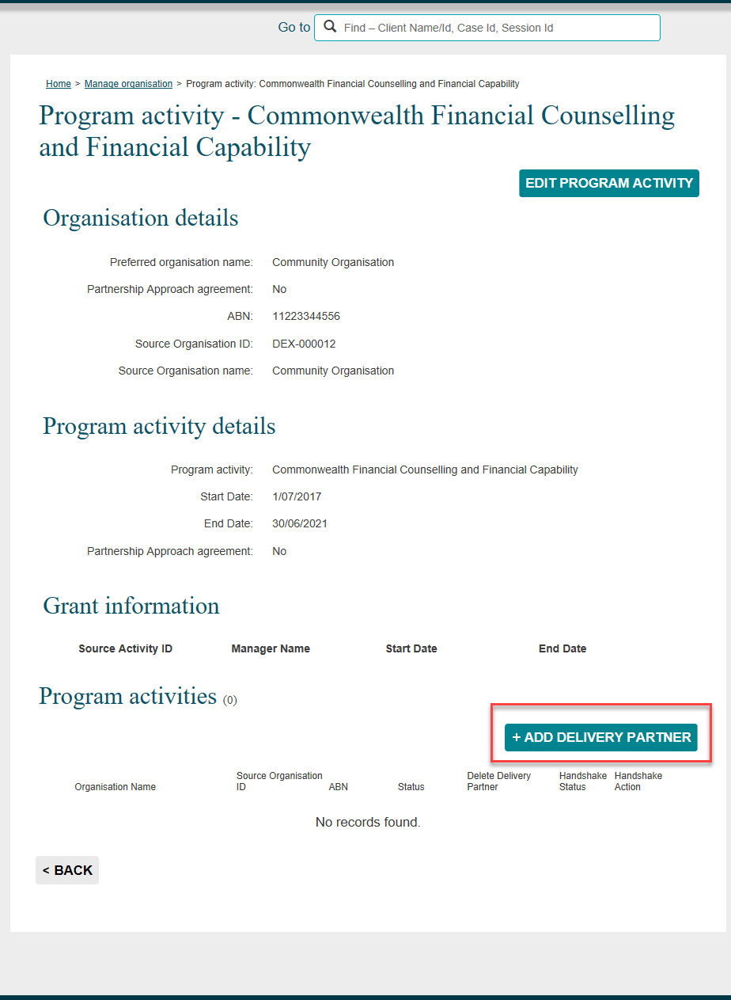 Go to Find – Client Name/Id, Case Id, Session Id
Home > Manage organisation > Program activity: Commonwealth Financial Counselling and Financial Capability
Program activity - Commonwealth Financial Counselling
and Financial Capability
EDIT PROGRAM ACTIVITY
Organisation details
Preferred organisation name: Community Organisation
Partnership Approach agreement: No
ABN: 11223344556
Source Organisation ID: DEX-000012
Source Organisation name: Community Organisation
Program activity details
Program activity: Commonwealth Financial Counselling and Financial Capability
Start Date: 1/07/2017
End Date: 30/06/2021
Partnership Approach agreement: No
Grant information
Source Activity ID Manager Name Start Date End Date
Program activities (0)
+ ADD DELIVERY PARTNER
Source Organisation Delete Delivery Handshake Handshake
Organisation Name ID ABN Status Partner Status Action
No records found.
< BACK